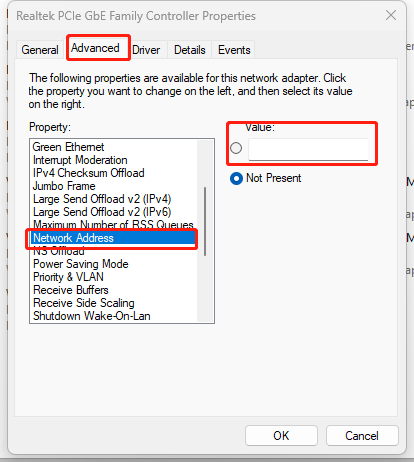 Realtek PCIe GbE Family Controller Properties
General
Advanced
Driver
Details
Events
The following properties are available for this network adapter. Click
the property you want to change on the left, and then select its value
on the right.
Property:
Value:
Green Ethernet
Interrupt Moderation
IPv4 Checksum Offload
Jumbo Frame
Large Send Offload v2 (IPv4)
Large Send Offload v2 (IPv6)
Maximum Number of RSS Queues
Network Address
NS Offload
Power Saving Mode
Priority & VLAN
Receive Buffers
Receive Side Scaling
Shutdown Wake-On-Lan
Not Present
OK
Cancel